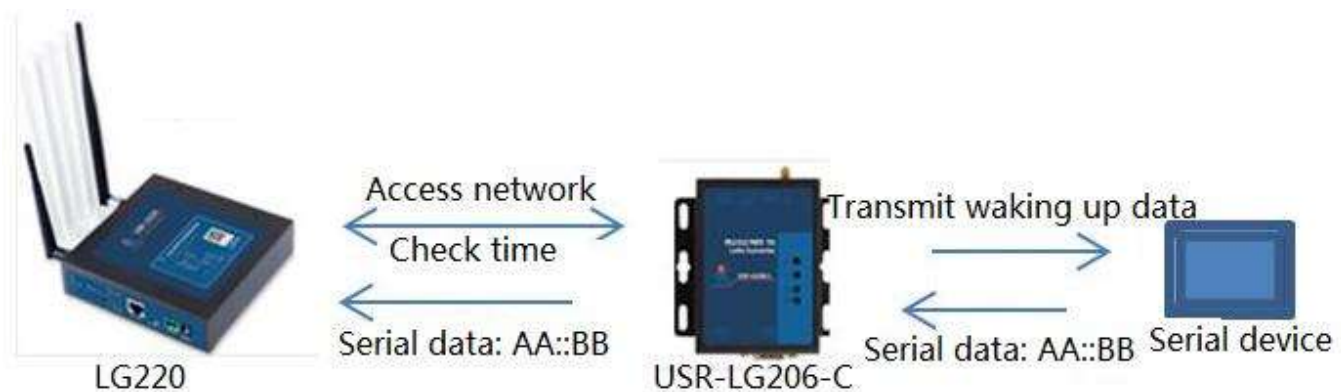 Access network
Transmit waking up data
Check time
Serial data: AA::BB
Serial data: AA::BB
Serial device
LG220
USR-LG206-C